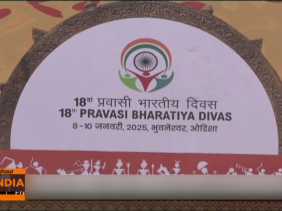 18वां प्रवासी भारतीय दिवस
18th PRAVASI BHARATIYA DIVAS
8-10 जनवरी, 2025, भुवनेश्वर, ओडिशा
INDIA